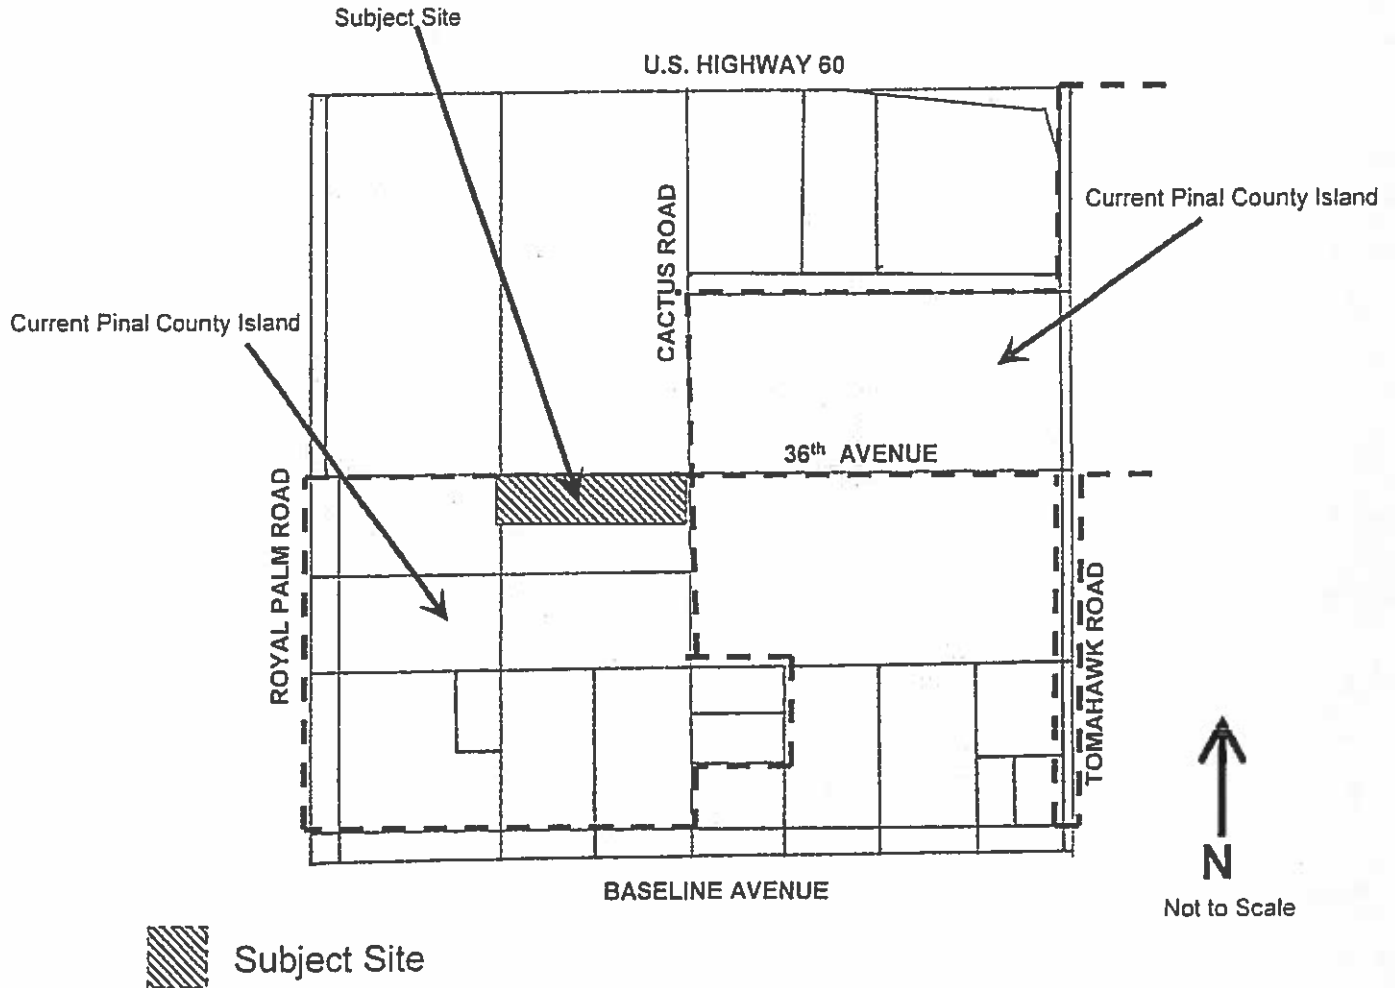 Subject Site
U.S. HIGHWAY 60
CACTUS ROAD
Current Pinal County Island
Current Pinal County Island
36th AVENUE
ROYAL PALM ROAD
TOMAHAWK ROAD
BASELINE AVENUE
N
Not to Scale
Subject Site